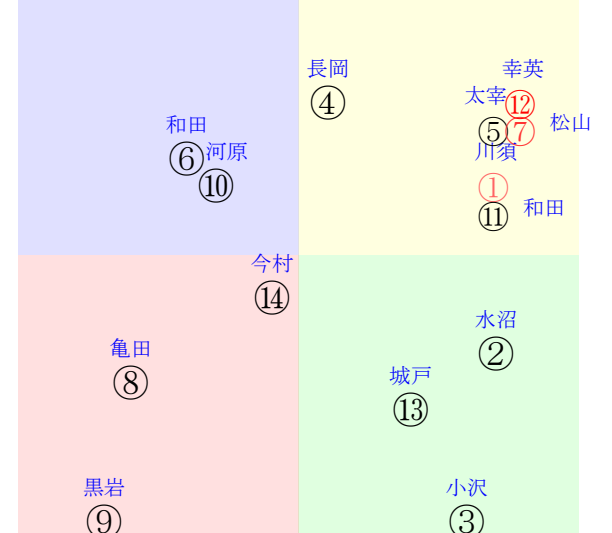 長岡
幸英
④
太宰
⑫
和田
⑤
⑦
松山
⑥
河原
川須
⑩
①
⑪
和田
今村
⑭
水沼
亀田
②
⑧
城戸
⑬
黒岩
小沢
⑨
③